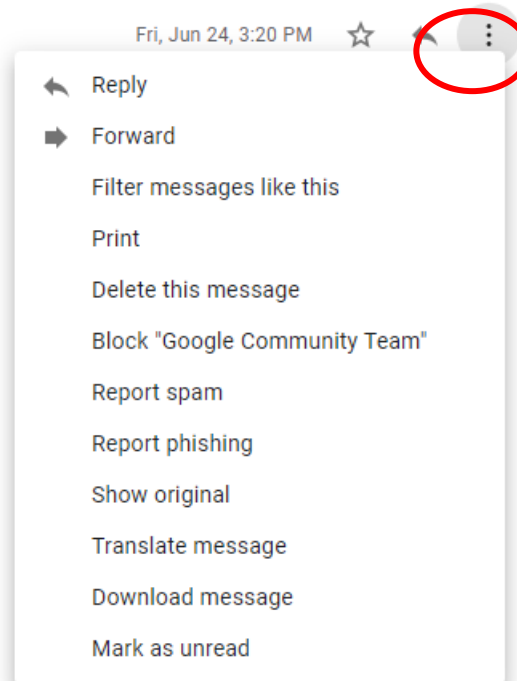 Fri, Jun 24, 3:20 PM
Reply
Forward
Filter messages like this
Print
Delete this message
Block "Google Community Team"
Report spam
Report phishing
Show original
Translate message
Download message
Mark as unread